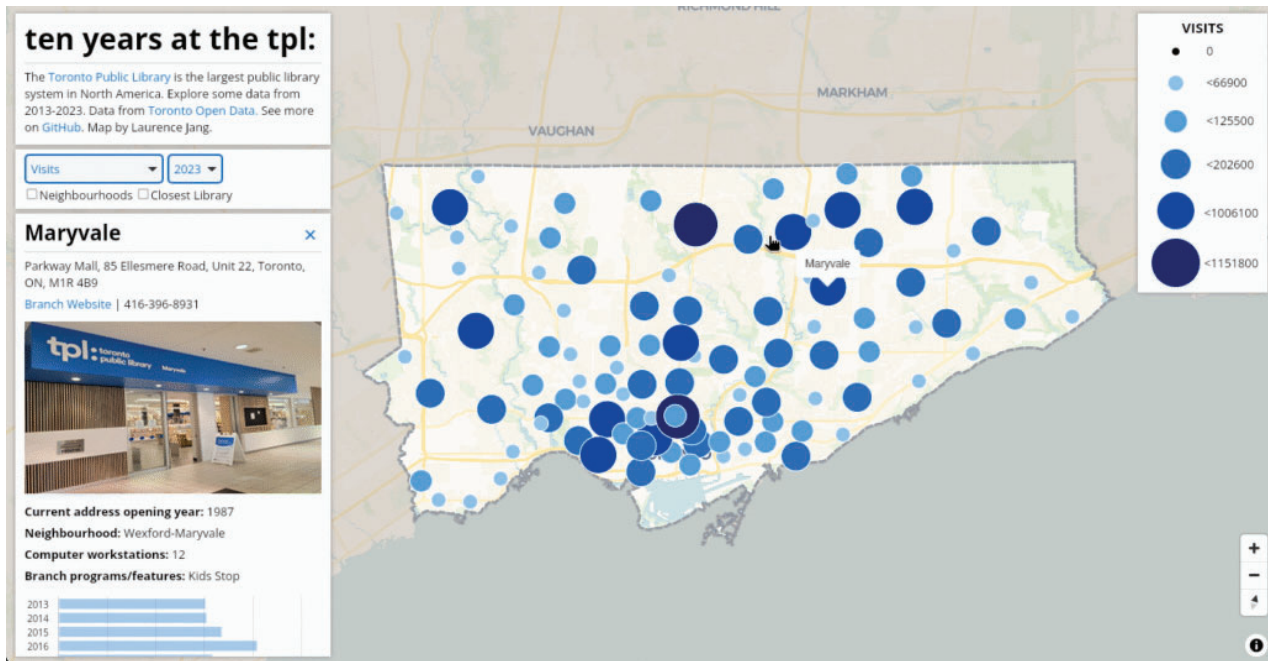 ten years at the tpl:
The Toronto Public Library is the largest public library
system in North America. Explore some data from
2013-2023. Data from Toronto Open Data. See more
on GitHub. Map by Laurence Jang.
Visits
2023
Neighbourhoods Closest Library
Maryvale
×
Parkway Mall, 85 Ellesmere Road, Unit 22, Toronto,
ON, M1R 4B9
Branch Website | 416-396-8931
tpl: toronto
public library Maryvale
Current address opening year: 1987
Neighbourhood: Wexford-Maryvale
Computer workstations: 12
Branch programs/features: Kids Stop
2013
2014
2015
2016
RICHMOND HILL
MARKHAM
VAUGHAN
Maryvale
VISITS
0
<66900
<125500
<202600
<1006100
<1151800
+
−